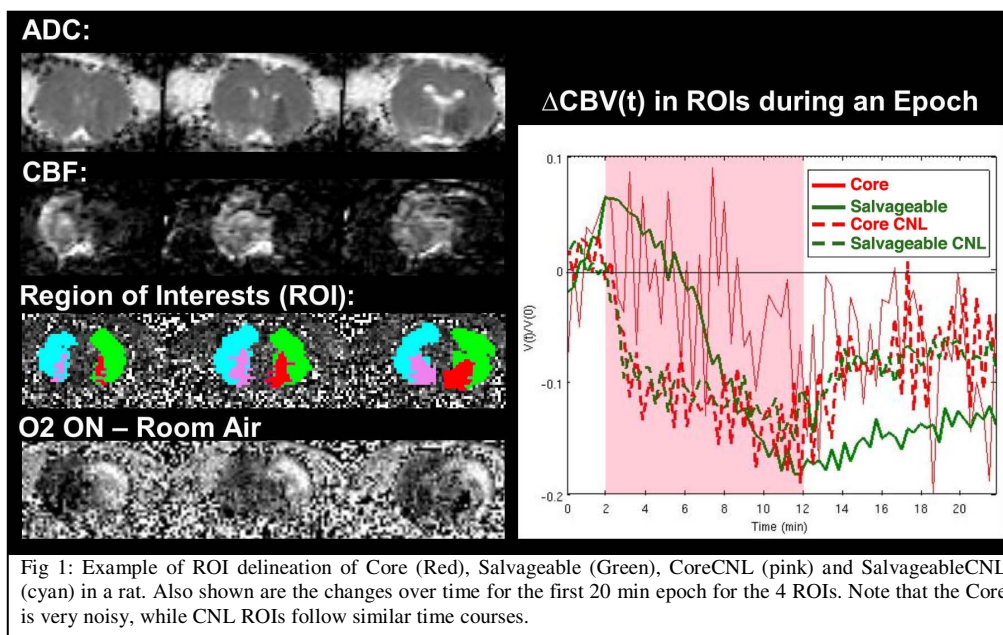 ADC:
CBF:
Region of Interests (ROI):
O2 ON – Room Air
ΔCBV(t) in ROIs during an Epoch
Core
Salvageable
Core CNL
Salvageable CNL
0.1
0
-0.1
-0.2
V(t)/V(0)
0 2 4 6 8 10 12 14 16 18 20
Time (min)
Fig 1: Example of ROI delineation of Core (Red), Salvageable (Green), CoreCNL (pink) and SalvageableCNL
(cyan) in a rat. Also shown are the changes over time for the first 20 min epoch for the 4 ROIs. Note that the Core
is very noisy, while CNL ROIs follow similar time courses.